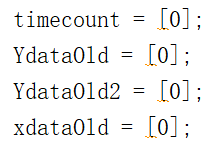 timecount = [0];
YdataOld = [0];
YdataOld2 = [0];
xdataOld = [0];